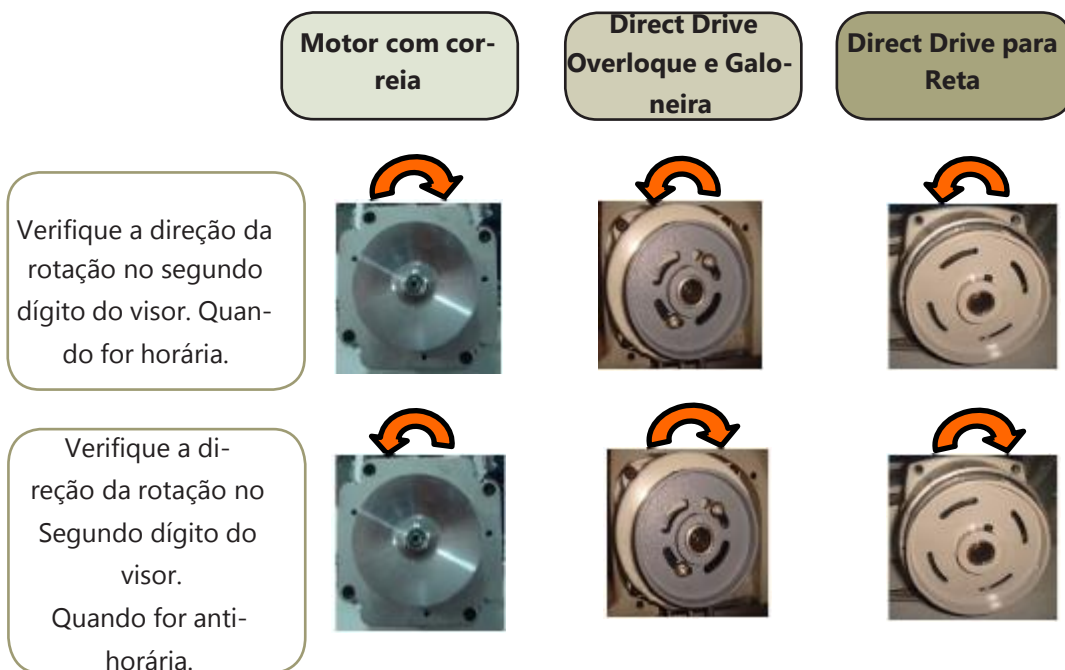 Motor com cor-
reia
Direct Drive
Overloque e Galo-
neira
Direct Drive para
Reta
Verifique a direção da
rotação no segundo
dígito do visor. Quan-
do for horária.
Verifique a di-
reção da rotação no
Segundo dígito do
visor.
Quando for anti-
horária.